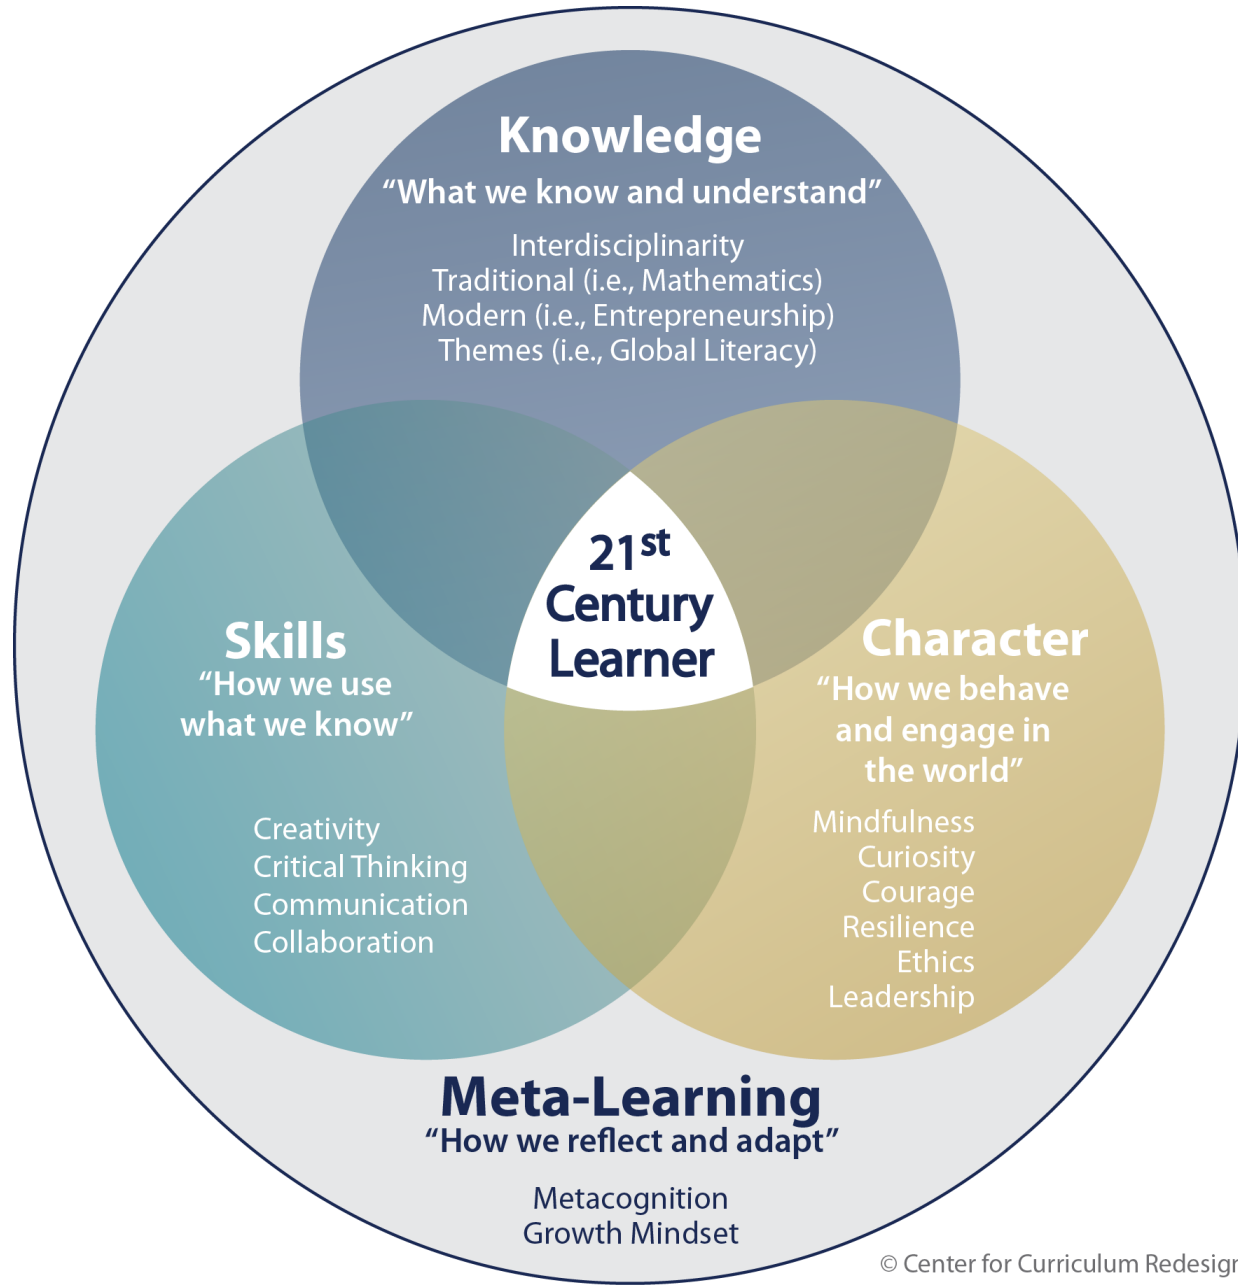 Knowledge
“What we know and understand”
Interdisciplinarity
Traditional (i.e., Mathematics)
Modern (i.e., Entrepreneurship)
Themes (i.e., Global Literacy)
21st
Century
Learner
Skills
“How we use
what we know”
Creativity
Critical Thinking
Communication
Collaboration
Character
“How we behave
and engage in
the world”
Mindfulness
Curiosity
Courage
Resilience
Ethics
Leadership
Meta-Learning
“How we reflect and adapt”
Metacognition
Growth Mindset
© Center for Curriculum Redesign